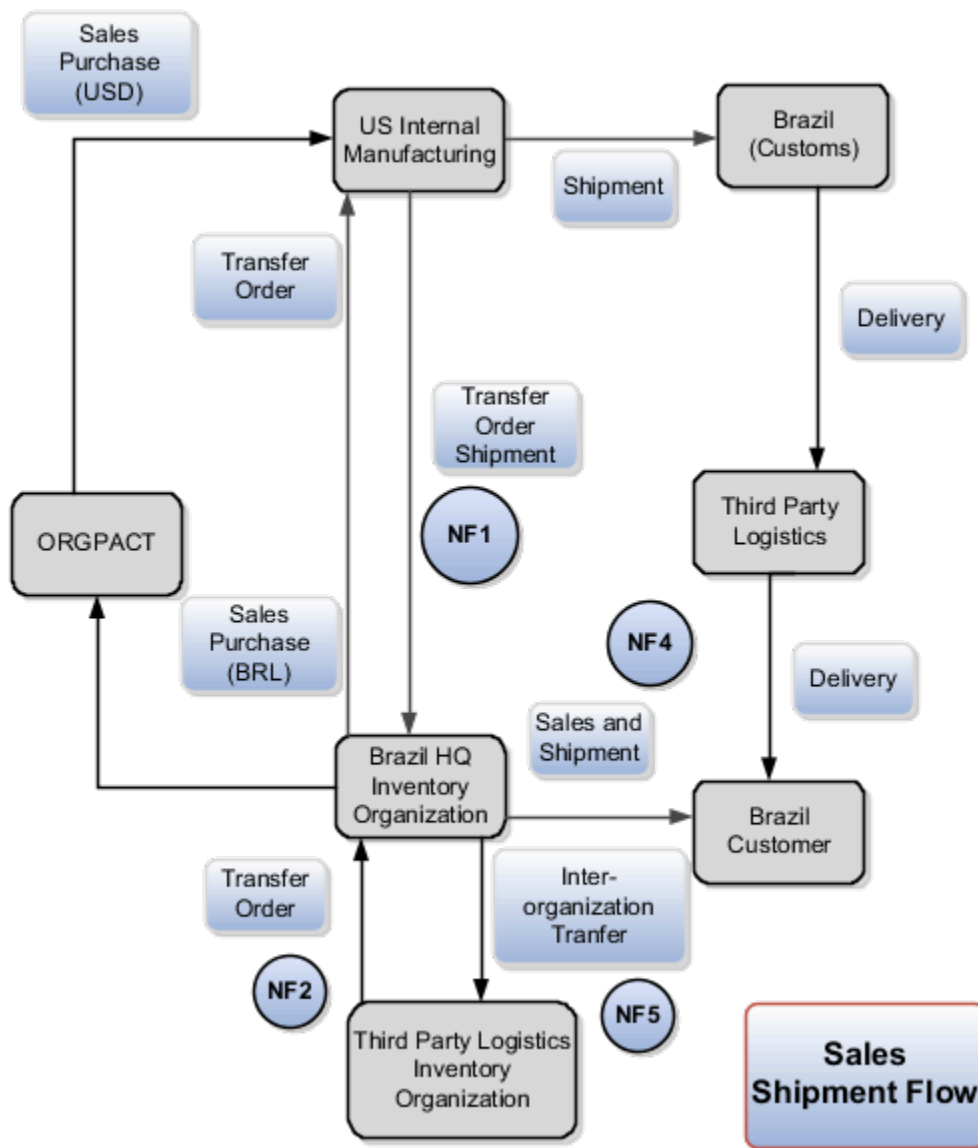 Sales
Purchase
(USD)
US Internal
Manufacturing
Brazil
(Customs)
Shipment
Transfer
Order
Delivery
Transfer
Order
Shipment
Third Party
Logistics
ORGPACT
NF1
Sales
Purchase
(BRL)
NF4
Delivery
Sales and
Shipment
Brazil HQ
Inventory
Organization
Brazil
Customer
Transfer
Order
Inter-
organization
Tranfer
NF2
NF5
Third Party Logistics
Inventory
Organization
Sales
Shipment Flow